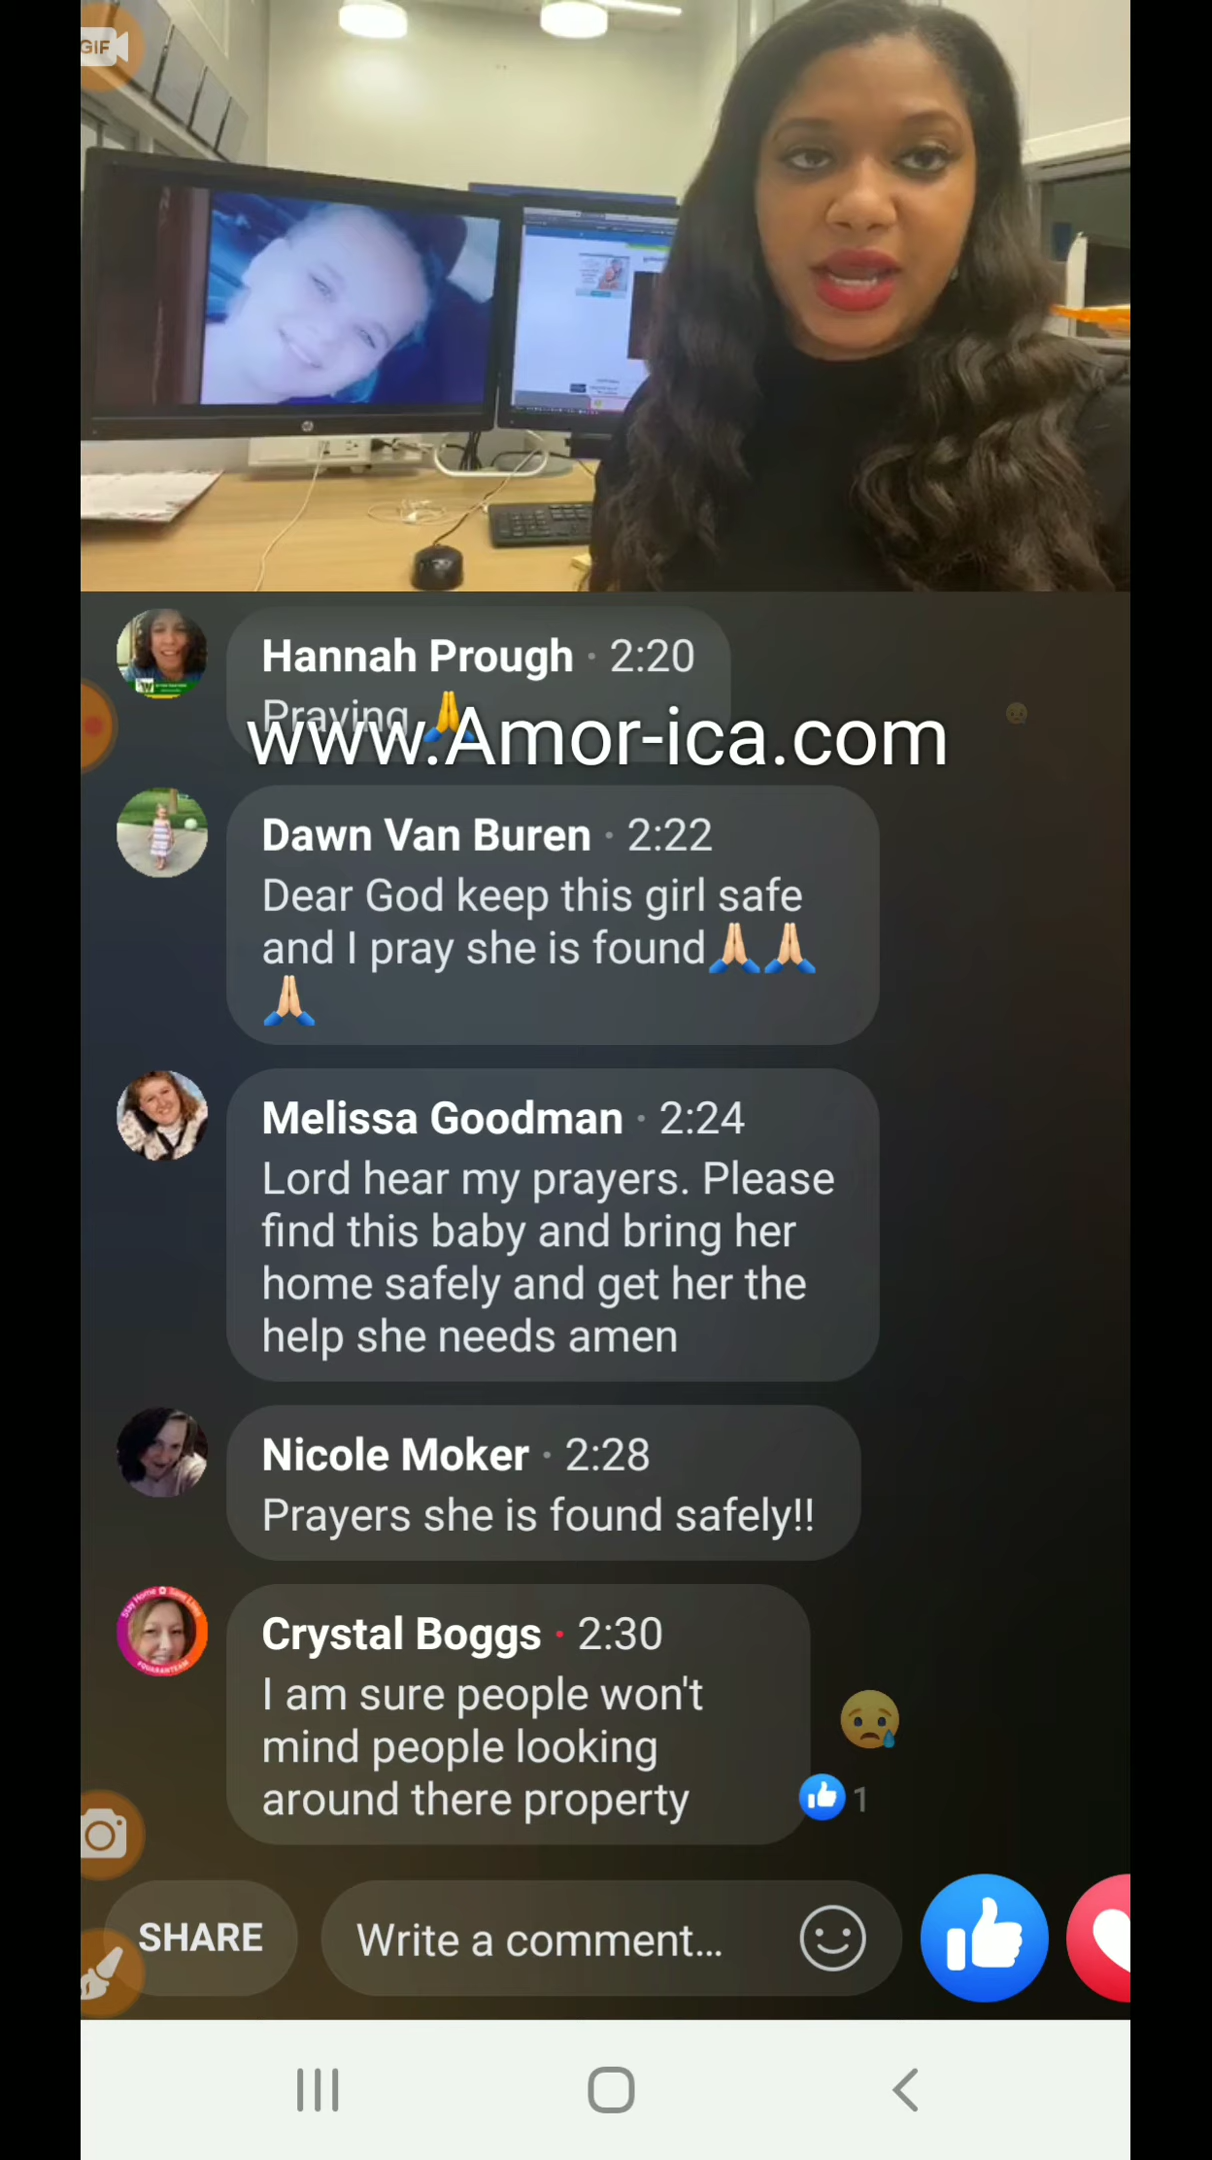 GIF
Hannah Prough · 2:20
Praying 🙏
www.Amor-ica.com
Dawn Van Buren · 2:22
Dear God keep this girl safe
and I pray she is found🙏🏻🙏🏻
🙏🏻
Melissa Goodman · 2:24
Lord hear my prayers. Please
find this baby and bring her
home safely and get her the
help she needs amen
Nicole Moker · 2:28
Prayers she is found safely!!
Crystal Boggs · 2:30
I am sure people won't
mind people looking
around there property
1
SHARE
Write a comment...